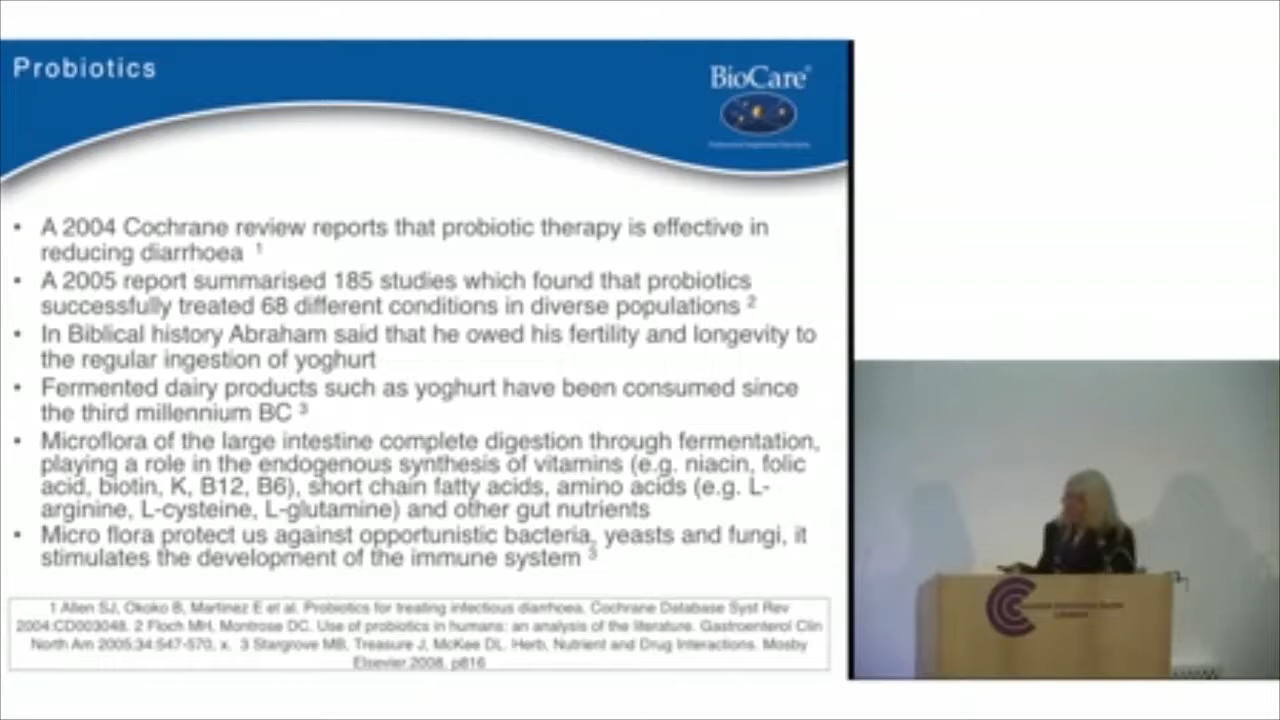 Probiotics
BioCare®
• A 2004 Cochrane review reports that probiotic therapy is effective in
reducing diarrhoea 1
• A 2005 report summarised 185 studies which found that probiotics
successfully treated 68 different conditions in diverse populations 2
• In Biblical history Abraham said that he owed his fertility and longevity to
the regular ingestion of yoghurt
• Fermented dairy products such as yoghurt have been consumed since
the third millennium BC 3
• Microflora of the large intestine complete digestion through fermentation,
playing a role in the endogenous synthesis of vitamins (e.g. niacin, folic
acid, biotin, K, B12, B6), short chain fatty acids, amino acids (e.g. L-
arginine, L-cysteine, L-glutamine) and other gut nutrients
• Micro flora protect us against opportunistic bacteria, yeasts and fungi, it
stimulates the development of the immune system 3
1 Allen SJ, Okoko B, Martinez E et al. Probiotics for treating infectious diarrhoea. Cochrane Database Syst Rev
2004:CD003048. 2 Floch MH, Montrose DC. Use of probiotics in humans: an analysis of the literature. Gastroenterol Clin
North Am 2005;34:547-570, x. 3 Stargrove MB, Treasure J, McKee DL. Herb, Nutrient and Drug Interactions. Mosby
Elsevier.2008. p816